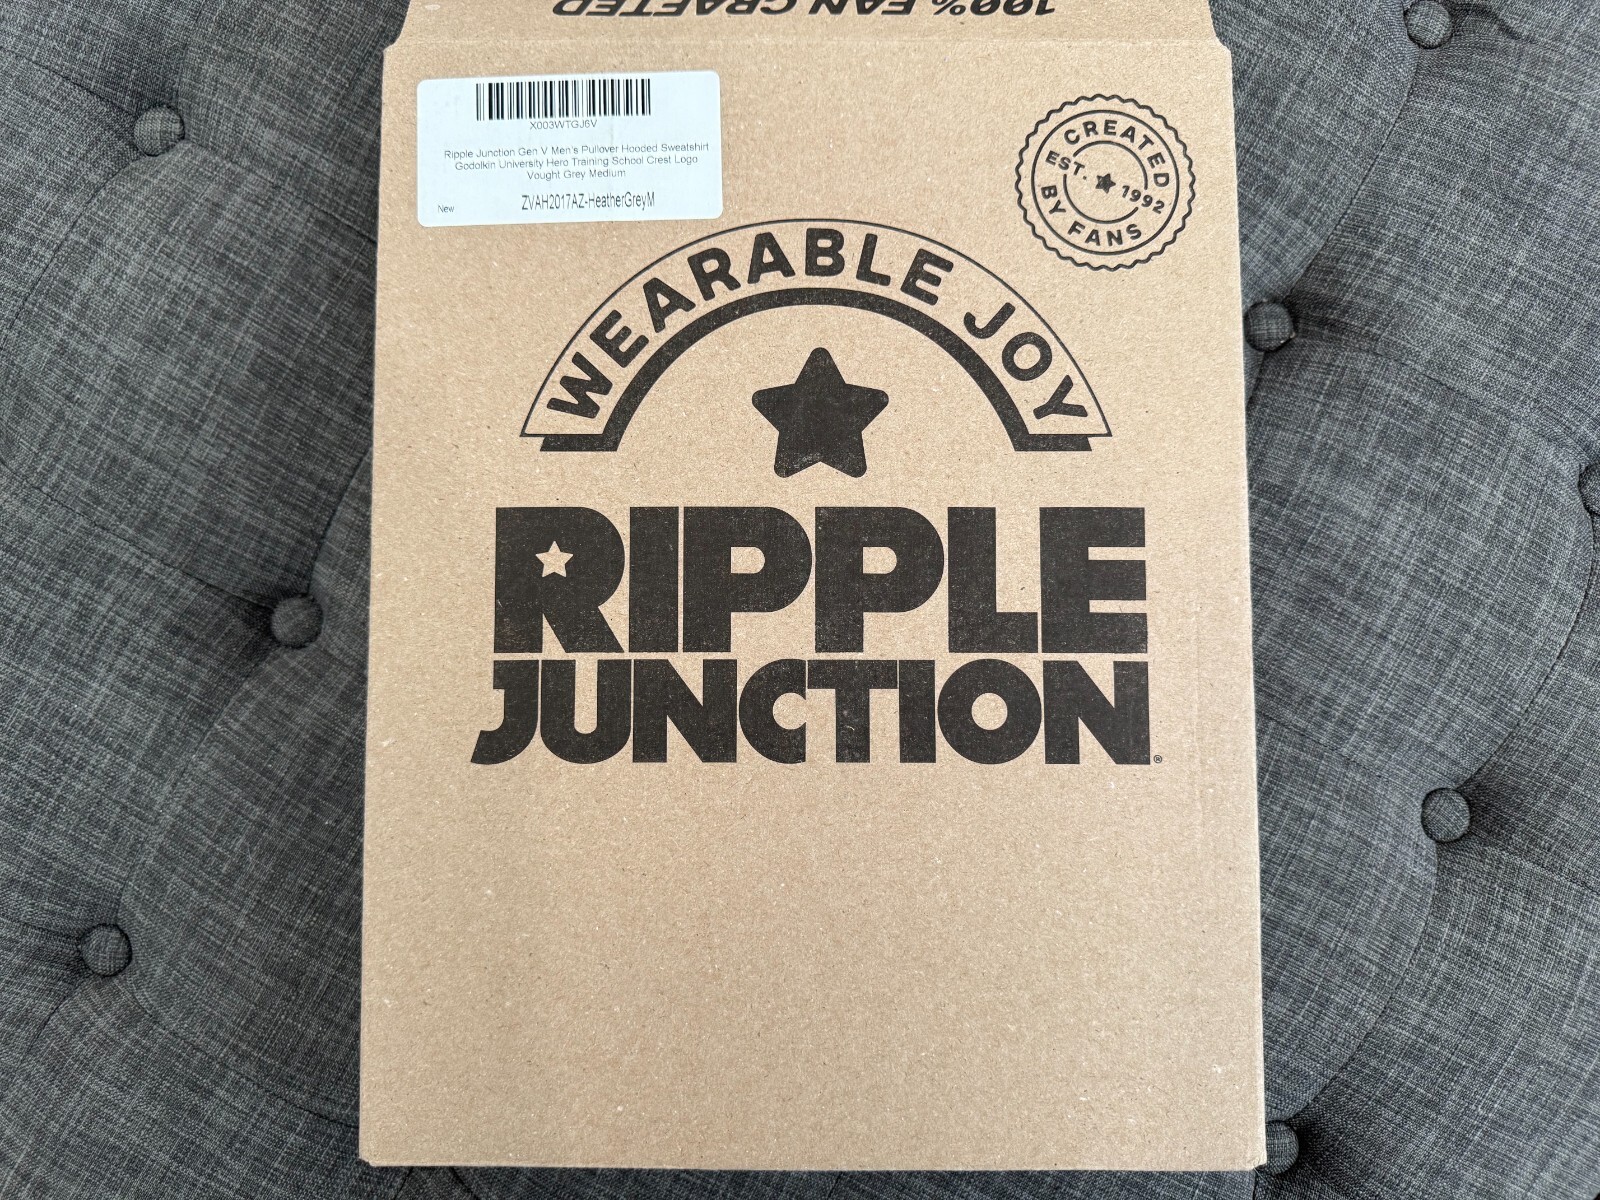 100% FAN CRAFTED
X003WTGJ6V
Ripple Junction Gen V Men's Pullover Hooded Sweatshirt
Godolkin University Hero Training School Crest Logo
Vought Grey Medium
New
ZVAH2017AZ-HeatherGreyM
CREATED
EST. 1992
BY FANS
WEARABLE JOY
RIPPLE
JUNCTION®